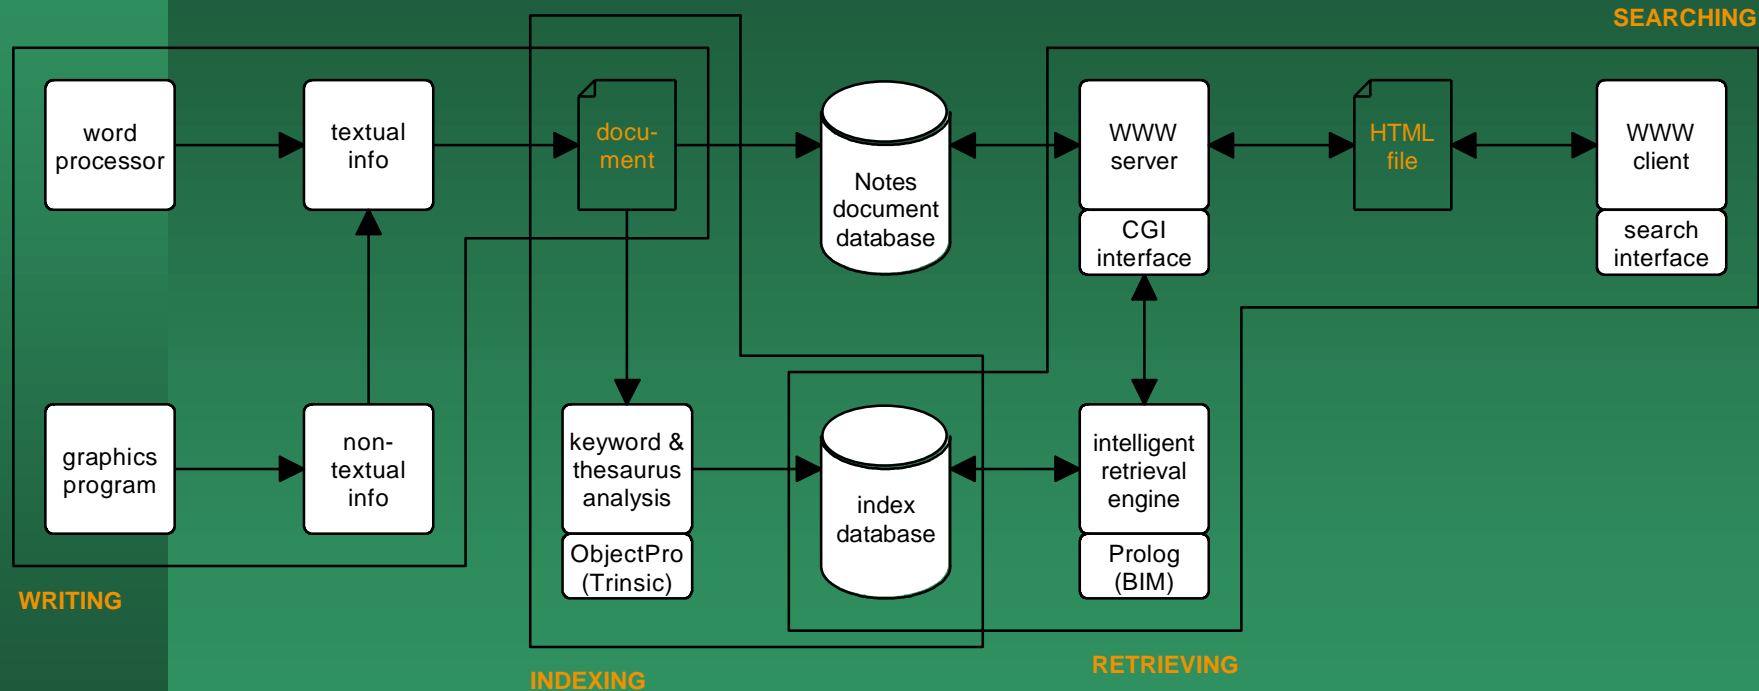 SEARCHING
word
processor
textual
info
docu-
ment
Notes
document
database
WWW
server
CGI
interface
HTML
file
WWW
client
search
interface
graphics
program
non-
textual
info
keyword &
thesaurus
analysis
ObjectPro
(Trinsic)
index
database
intelligent
retrieval
engine
Prolog
(BIM)
WRITING
INDEXING
RETRIEVING